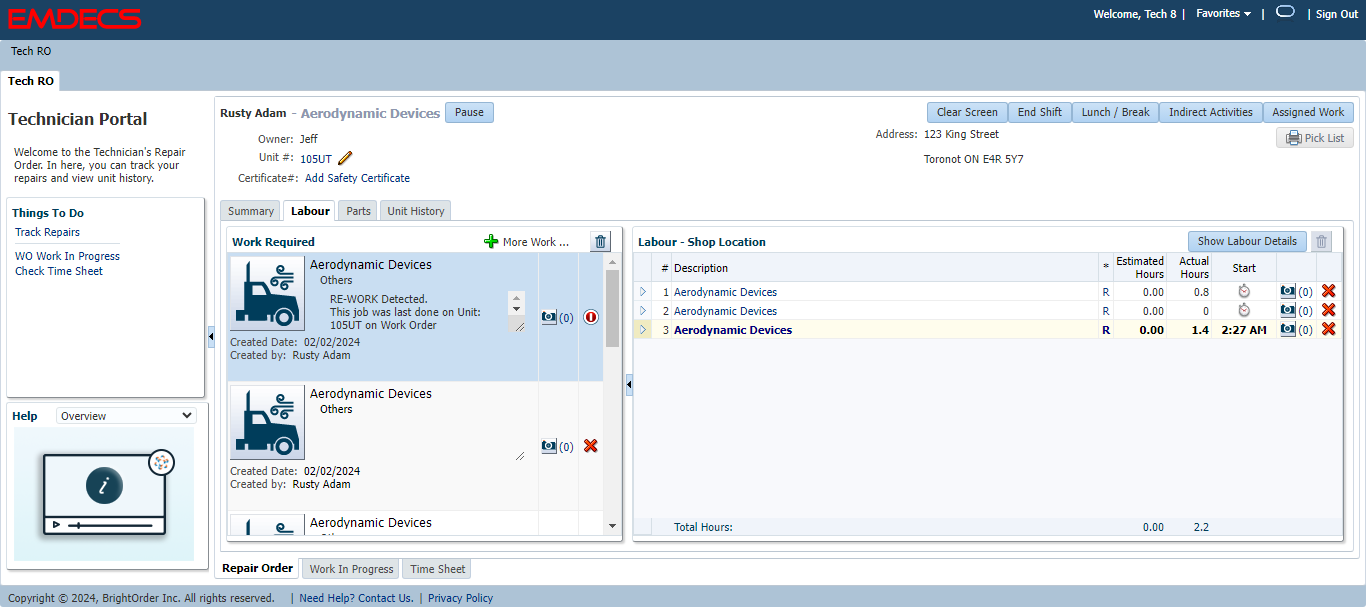 EMDECS
Welcome, Tech 8 | Favorites | | Sign Out
Tech RO
Tech RO
Technician Portal
Welcome to the Technician's Repair
Order. In here, you can track your
repairs and view unit history.
Things To Do
Track Repairs
WO Work In Progress
Check Time Sheet
Help Overview
i
Rusty Adam - Aerodynamic Devices Pause
Clear Screen End Shift Lunch / Break Indirect Activities Assigned Work
Owner: Jeff
Unit #: 105UT
Certificate#: Add Safety Certificate
Address: 123 King Street
Toronot ON E4R 5Y7
Pick List
Summary Labour Parts Unit History
Work Required More Work ...
Aerodynamic Devices
Others
RE-WORK Detected.
This job was last done on Unit:
105UT on Work Order
(0)
Created Date: 02/02/2024
Created by: Rusty Adam
Aerodynamic Devices
Others
(0)
Created Date: 02/02/2024
Created by: Rusty Adam
Aerodynamic Devices
Labour - Shop Location Show Labour Details
# Description * Estimated Hours Actual Hours Start
1 Aerodynamic Devices R 0.00 0.8 (0)
2 Aerodynamic Devices R 0.00 0 (0)
3 Aerodynamic Devices R 0.00 1.4 2:27 AM (0)
Total Hours: 0.00 2.2
Repair Order Work In Progress Time Sheet
Copyright © 2024, BrightOrder Inc. All rights reserved. | Need Help? Contact Us. | Privacy Policy